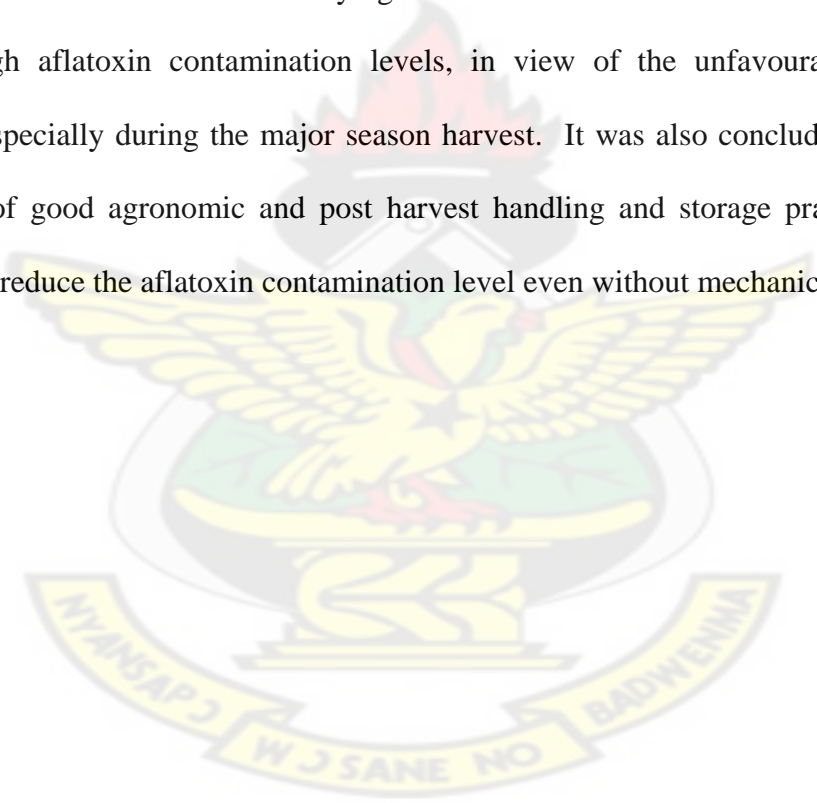 gh aflatoxin contamination levels, in view of the unfavoura
specially during the major season harvest. It was also conclud
of good agronomic and post harvest handling and storage pra
reduce the aflatoxin contamination level even without mechanic
NYANSAPƆ
WƆ SANE NO
BADWENMA